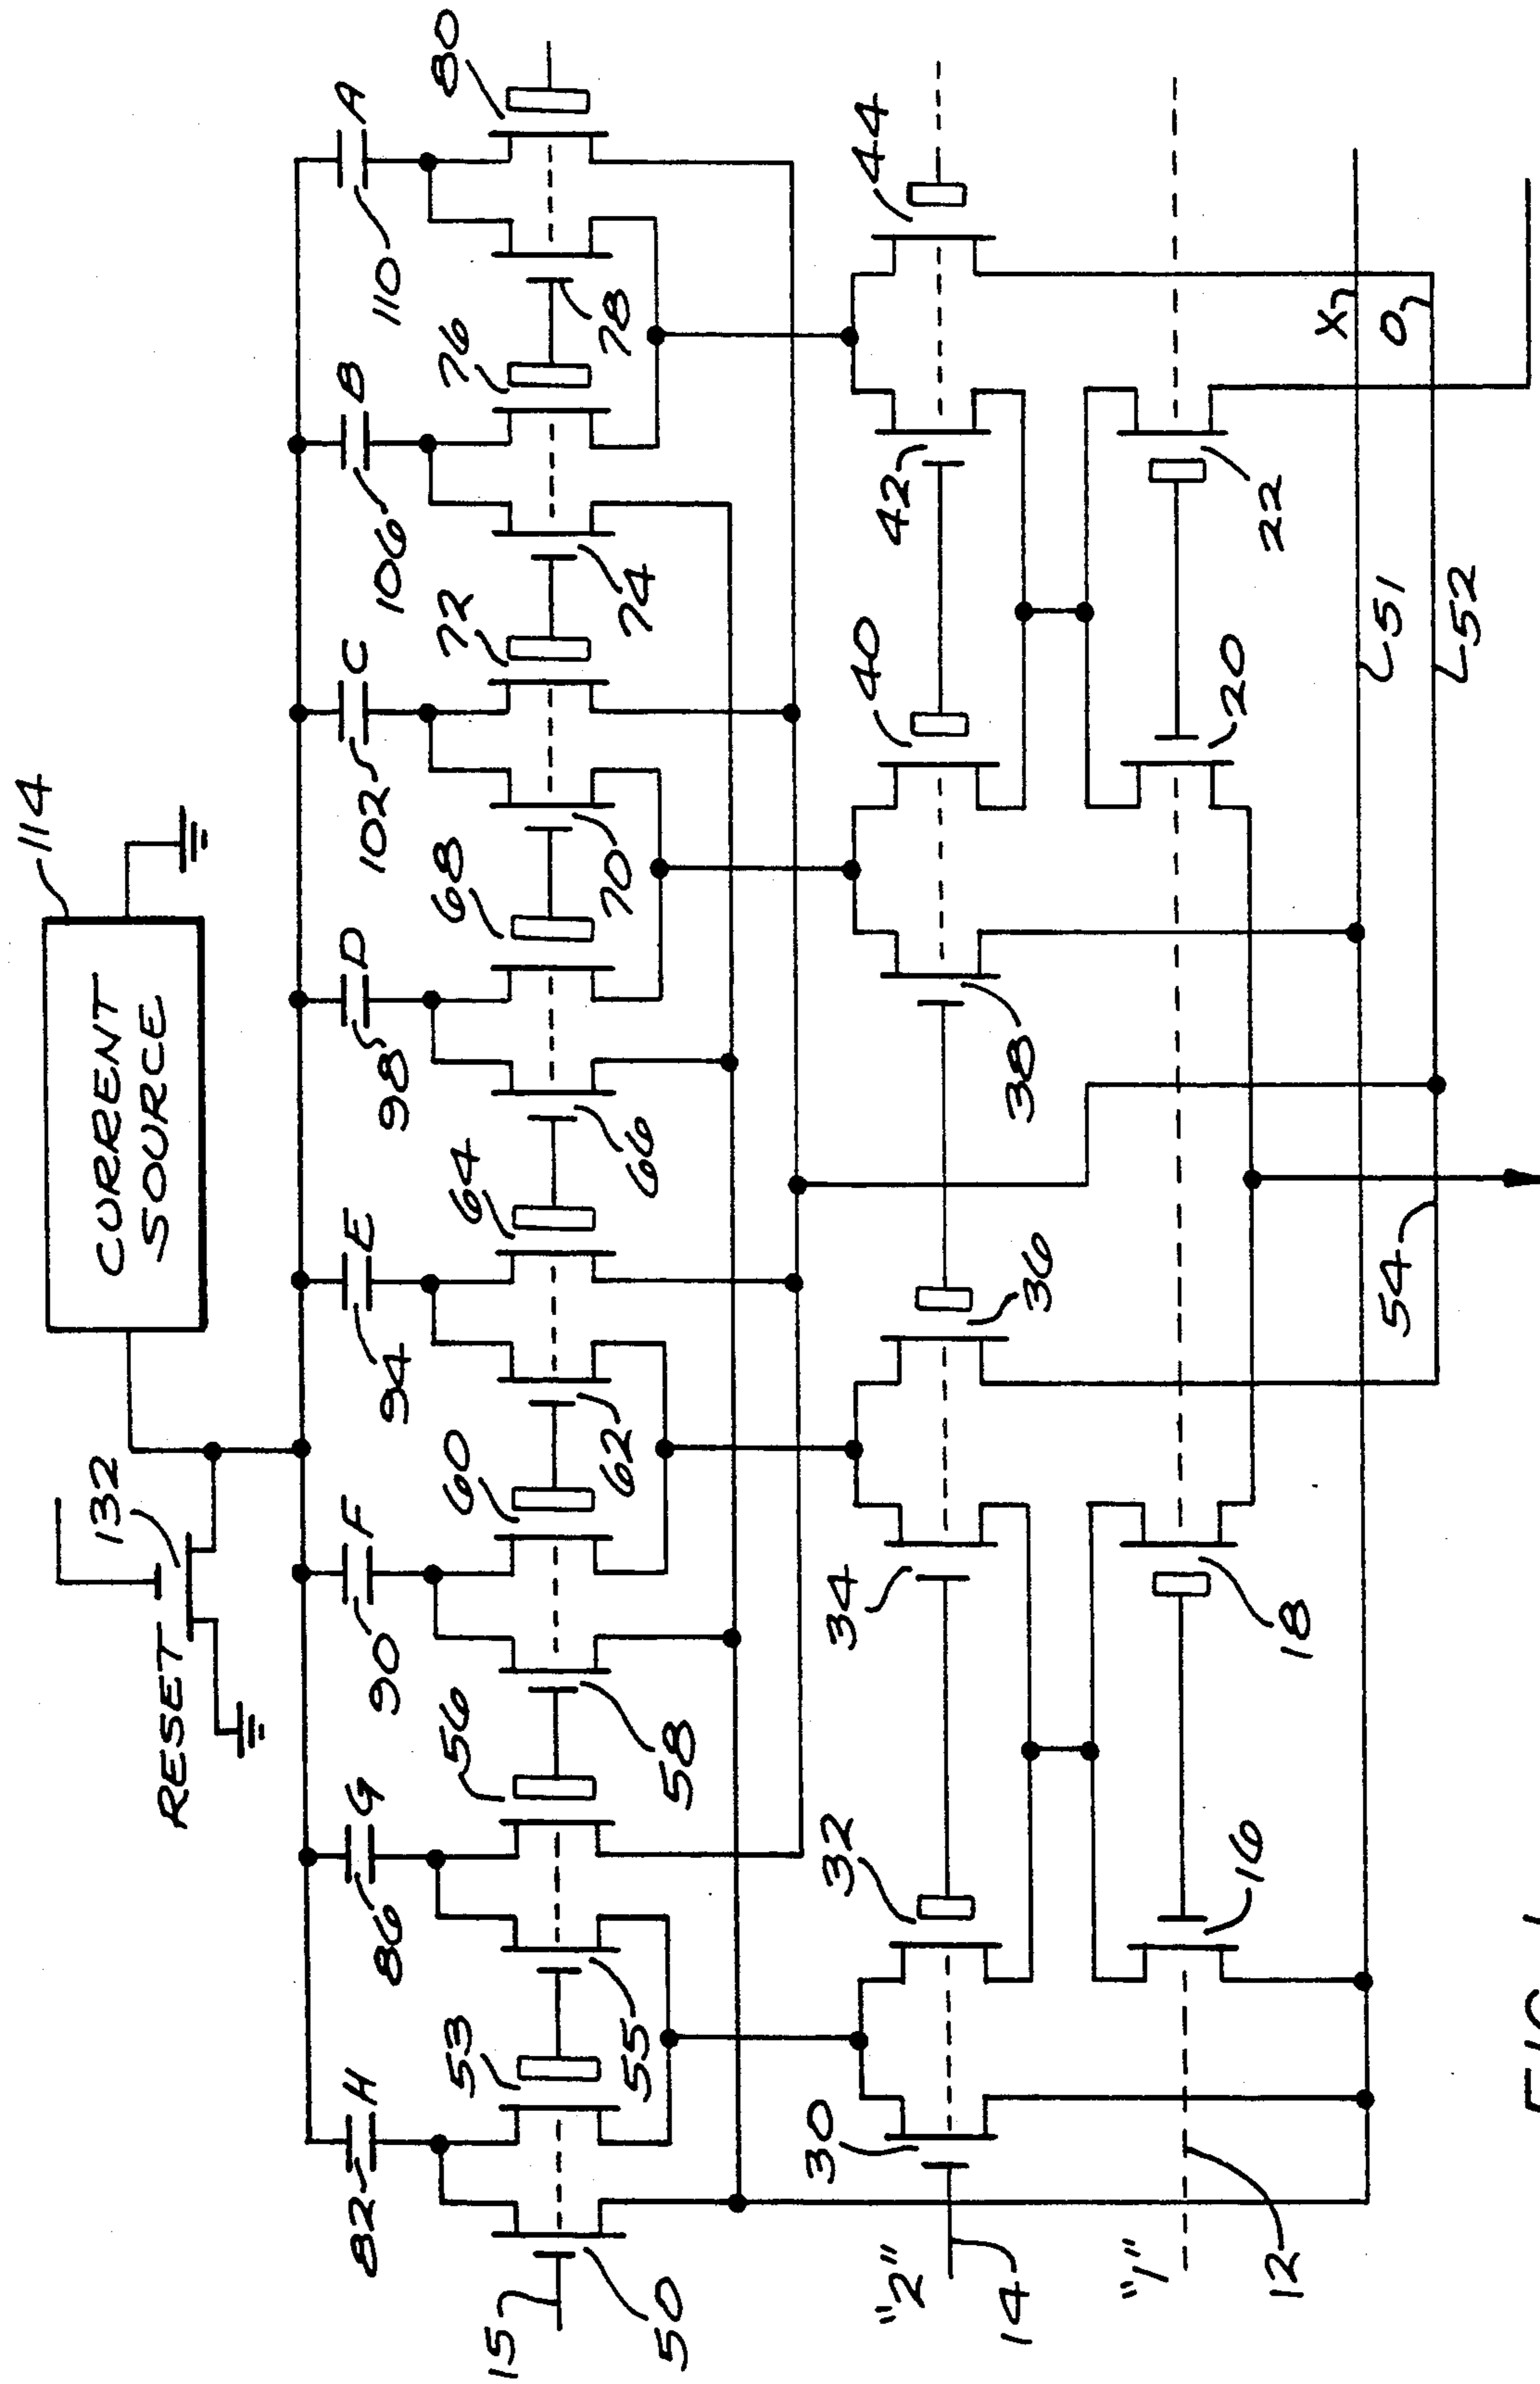 114
CURRENT
SOURCE
132
RESET
H G F E D C B A
82 86 90 94 98 102 106 110
53 56 60 64 68 72 76 80
15
50 55 58 62 66 70 74 78
32 40 44
"2" 30 34 36 38 42
14
"1"
12 16 18 20 22
X
O
51
54 52